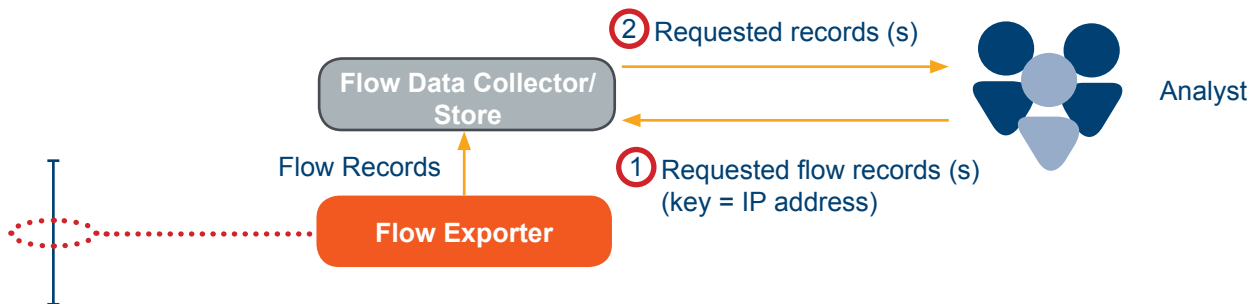 2 Requested records (s)
Flow Data Collector/
Store
Analyst
Flow Records
1 Requested flow records (s)
(key = IP address)
Flow Exporter